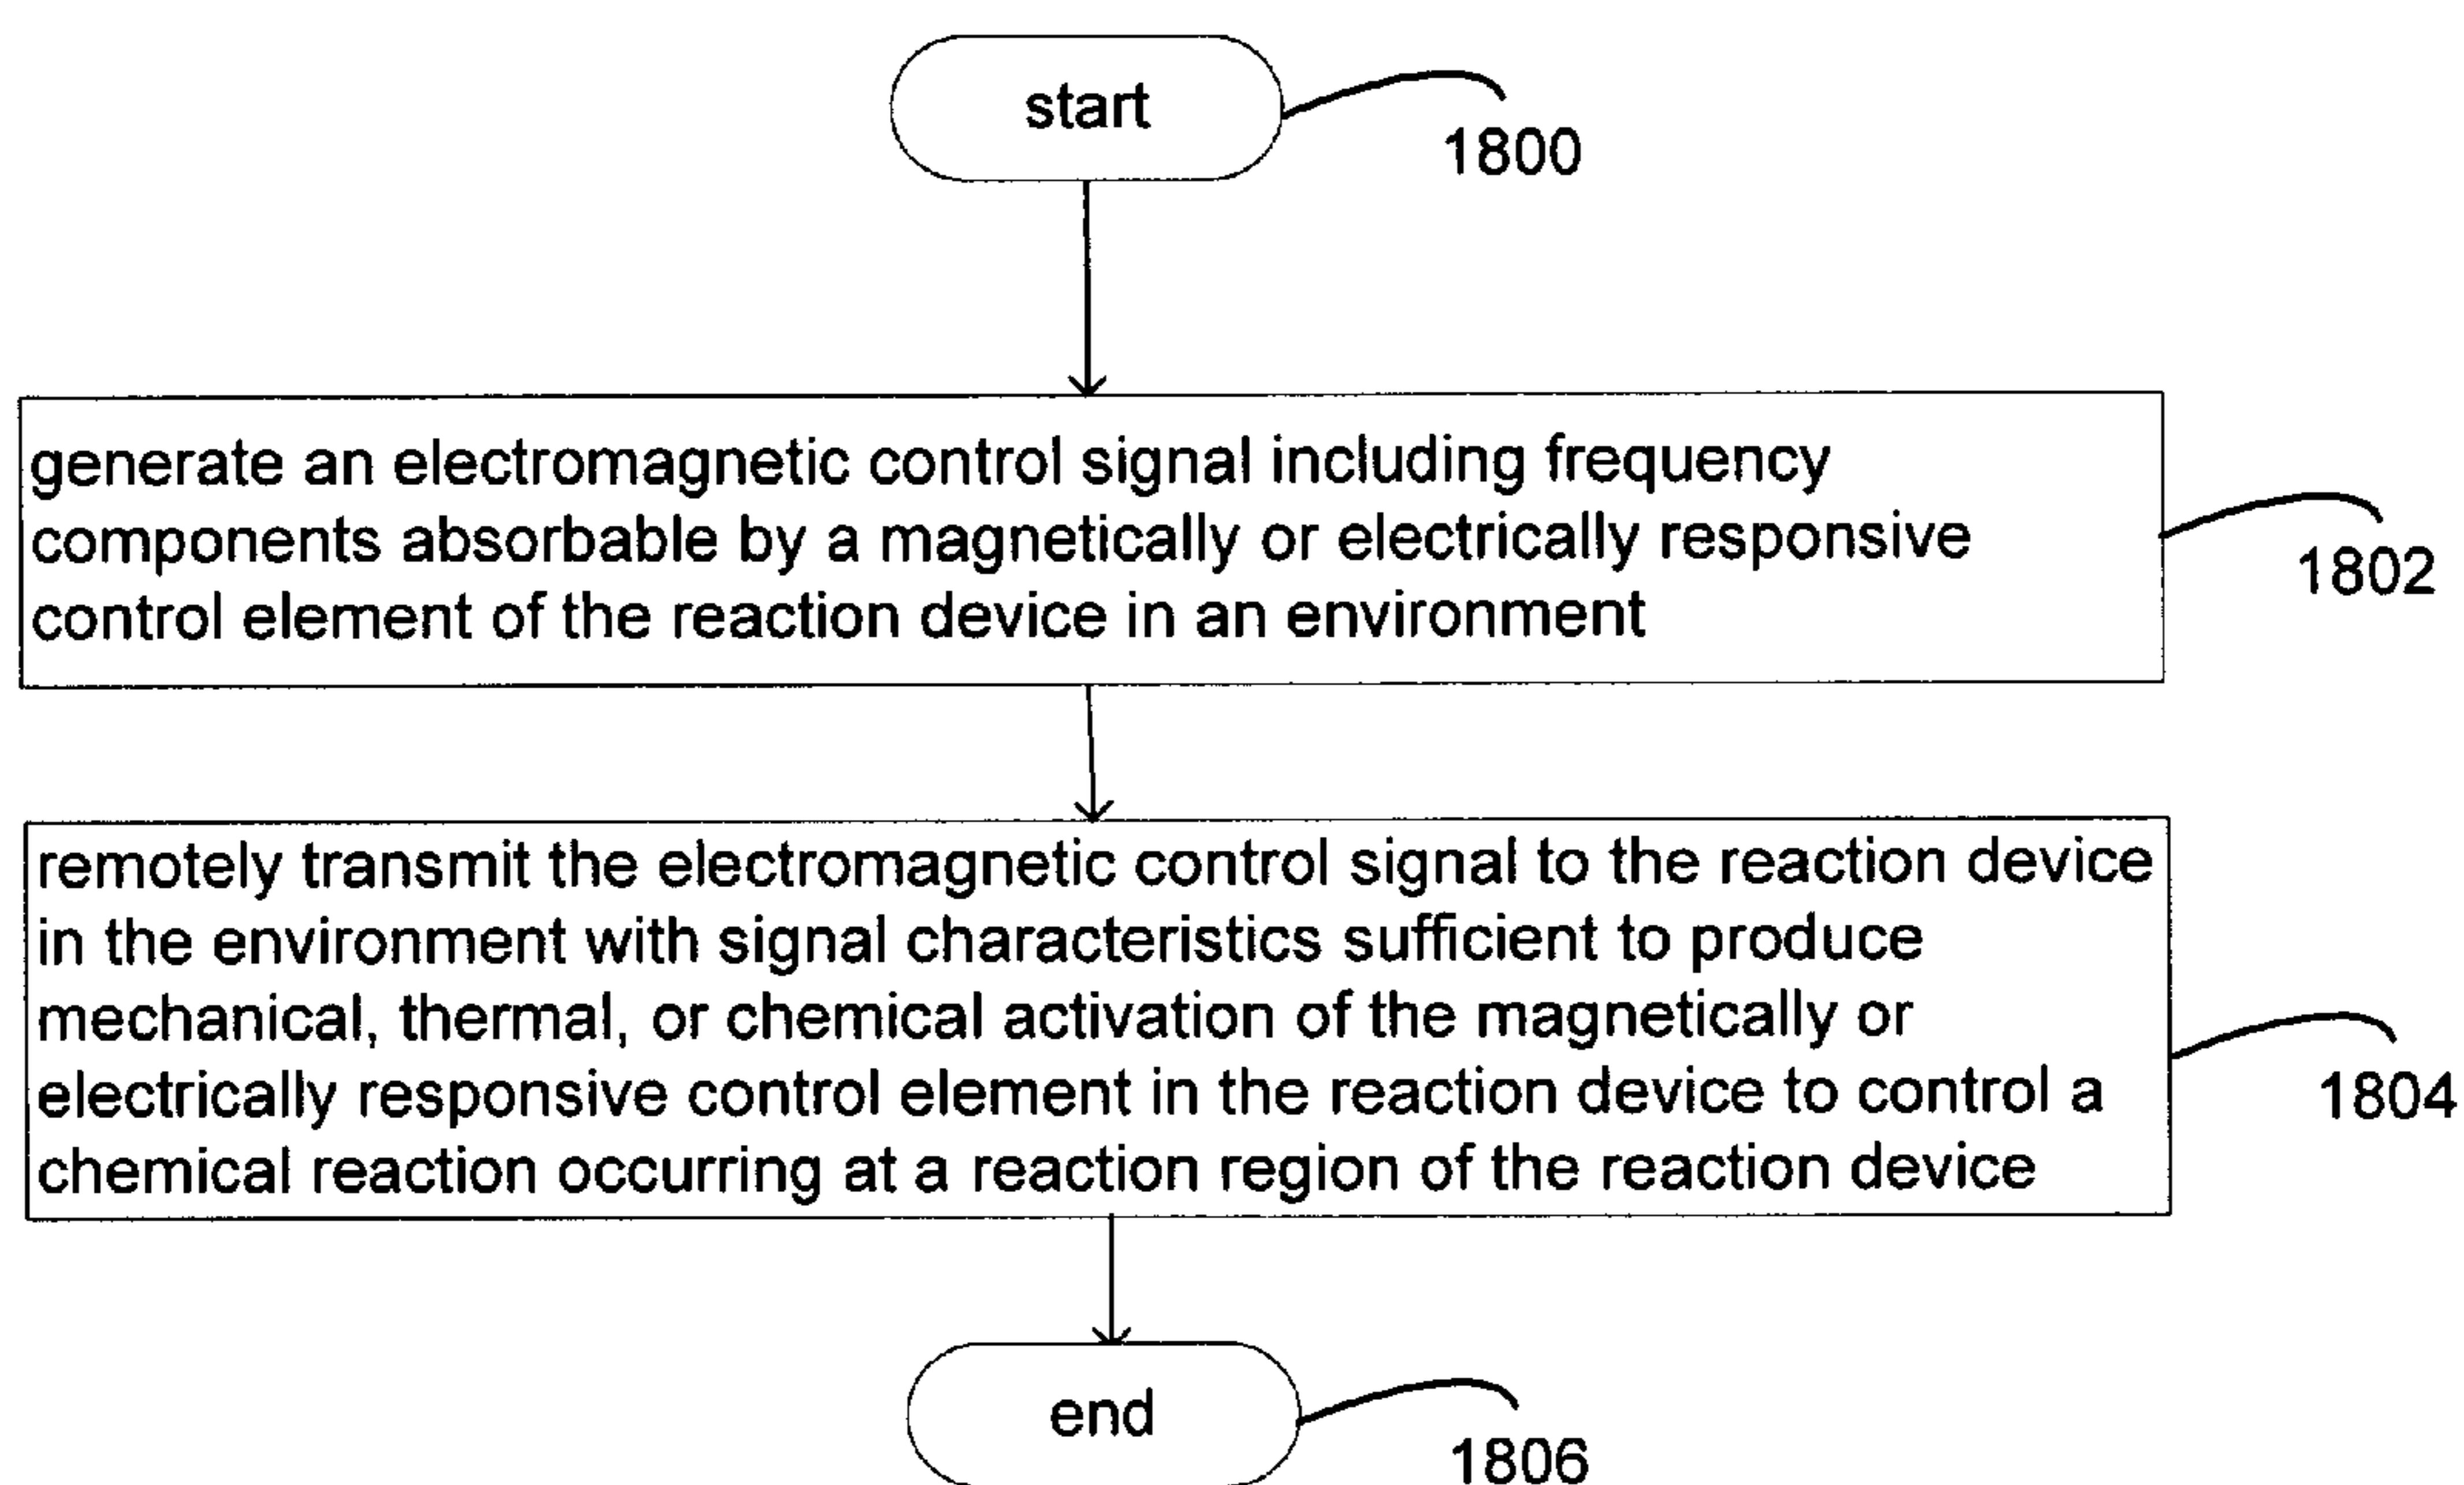 start
1800
generate an electromagnetic control signal including frequency
components absorbable by a magnetically or electrically responsive
control element of the reaction device in an environment
1802
remotely transmit the electromagnetic control signal to the reaction device
in the environment with signal characteristics sufficient to produce
mechanical, thermal, or chemical activation of the magnetically or
electrically responsive control element in the reaction device to control a
chemical reaction occurring at a reaction region of the reaction device
1804
end
1806